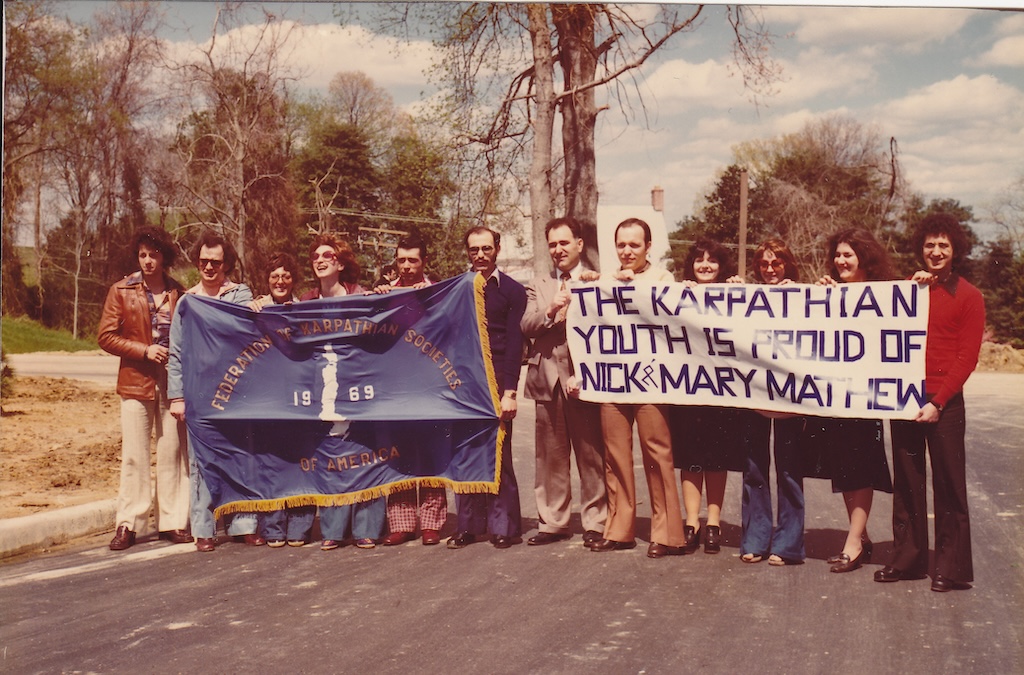 FEDERATION OF KARPATHIAN SOCIETIES
1969
OF AMERICA
THE KARPATHIAN
YOUTH IS PROUD OF
NICK & MARY MATHEW